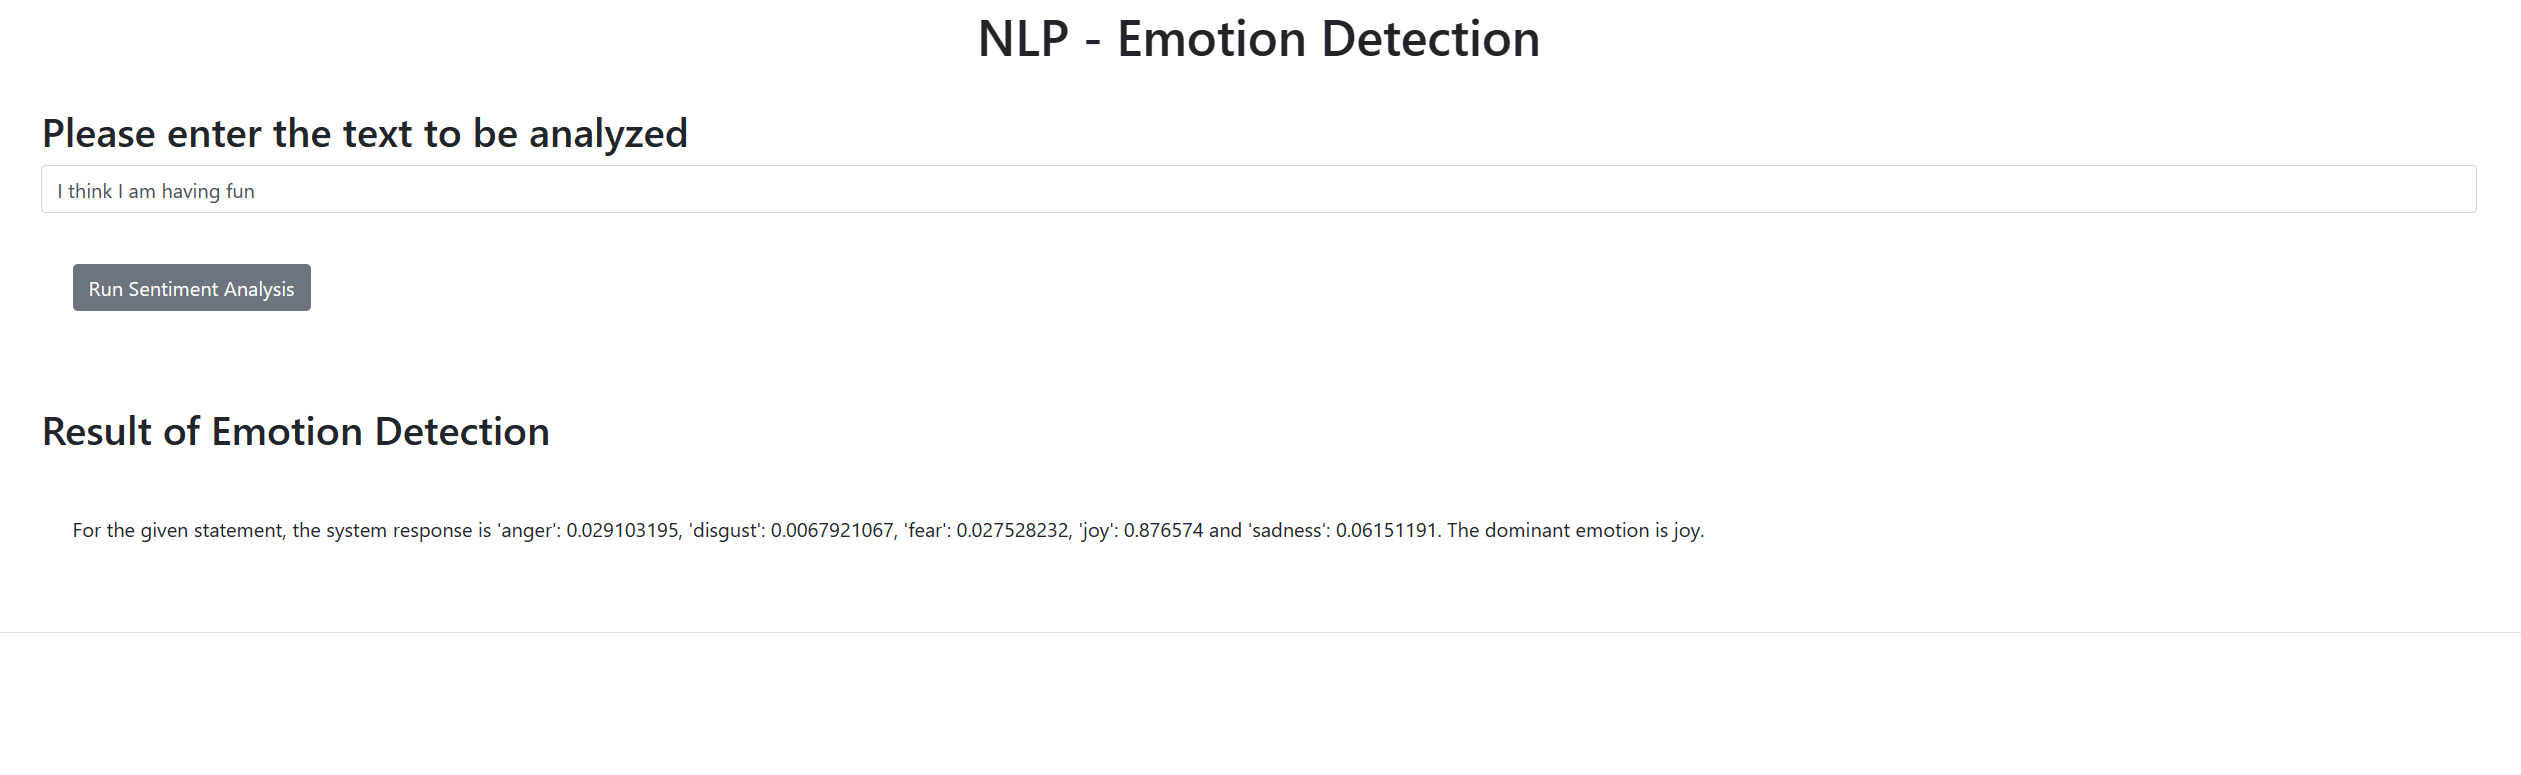 NLP - Emotion Detection
Please enter the text to be analyzed
I think I am having fun
Run Sentiment Analysis
Result of Emotion Detection
For the given statement, the system response is 'anger': 0.029103195, 'disgust': 0.0067921067, 'fear': 0.027528232, 'joy': 0.876574 and 'sadness': 0.06151191. The dominant emotion is joy.